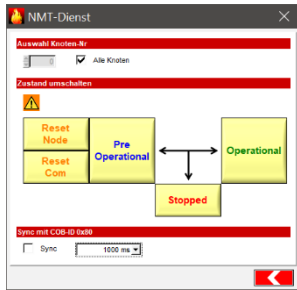 NMT-Dienst
Auswahl Knoten-Nr
0
Alle Knoten
Zustand umschalten
Reset
Node
Reset
Com
Pre
Operational
Operational
Stopped
Sync mit COB-ID 0x80
Sync
1000 ms